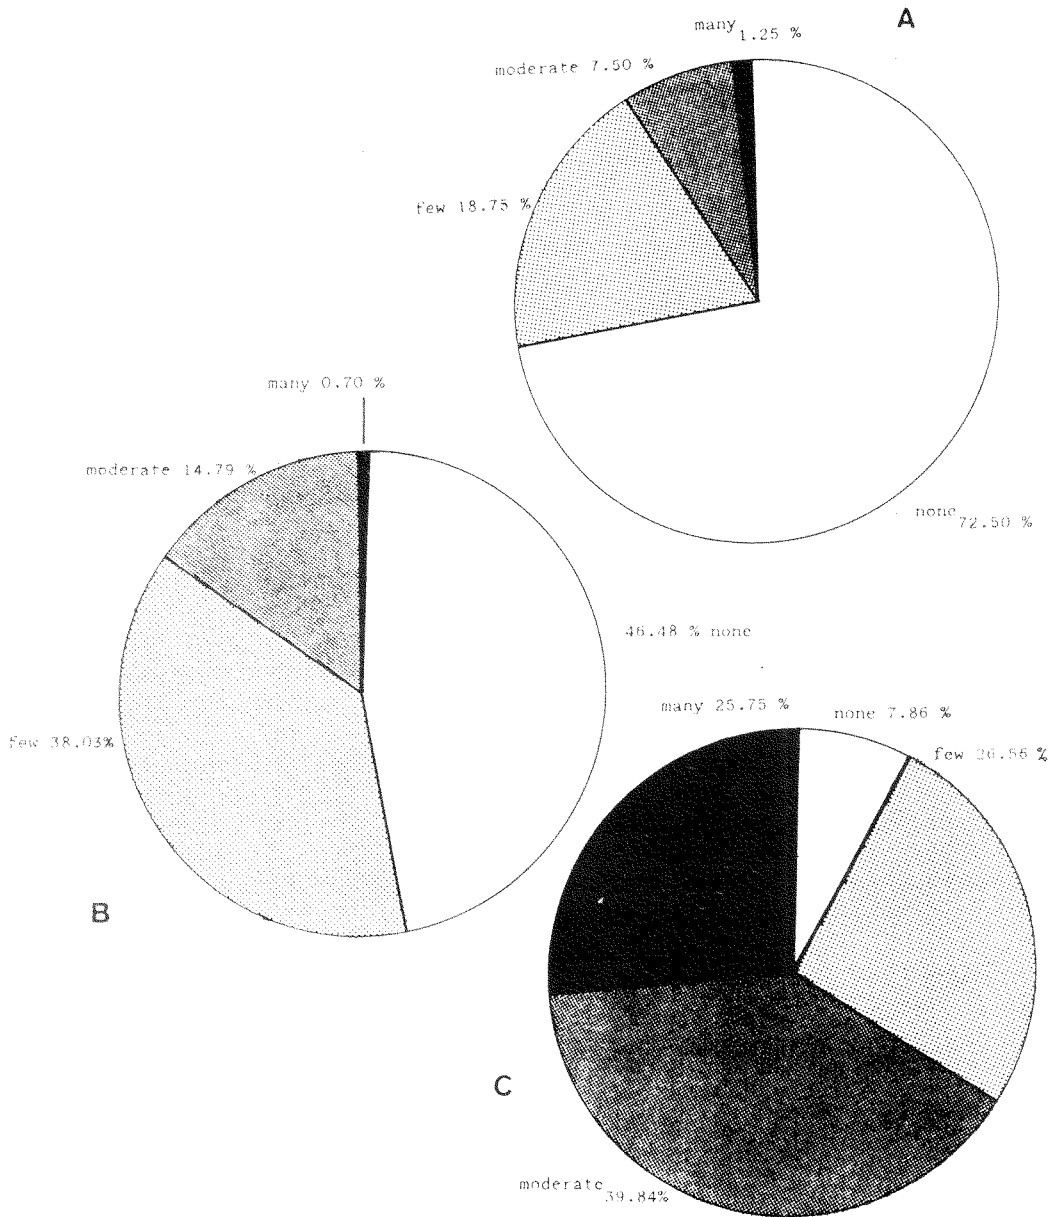 A
many 1.25 %
moderate 7.50 %
few 18.75 %
none 72.50 %
many 0.70 %
moderate 14.79 %
46.48 % none
few 38.03%
B
many 25.75 %
none 7.86 %
few 26.56 %
C
moderate 39.84%